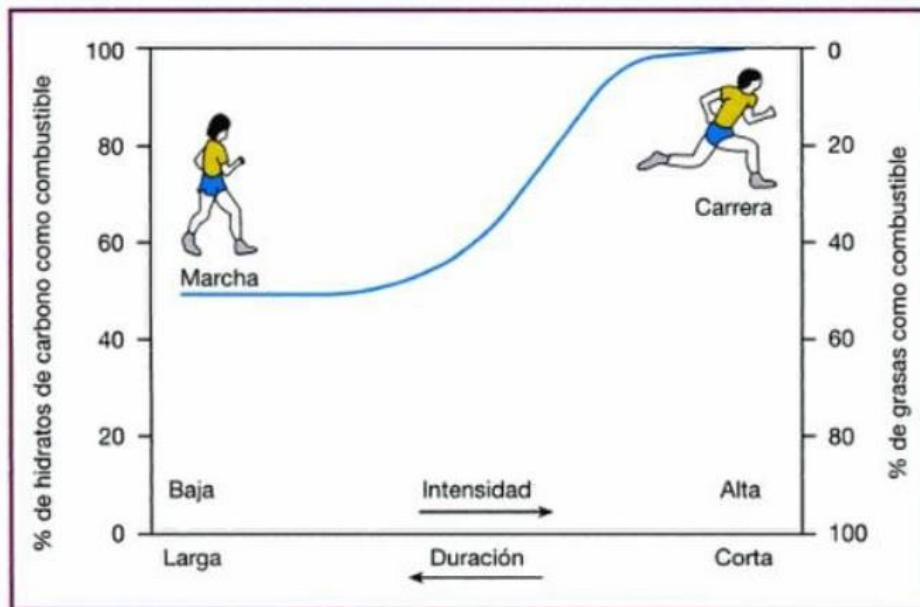 % de hidratos de carbono como combustible
100
80
60
40
20
0
Marcha
Carrera
0
20
40
60
80
100
% de grasas como combustible
Baja Intensidad Alta
Larga Duración Corta